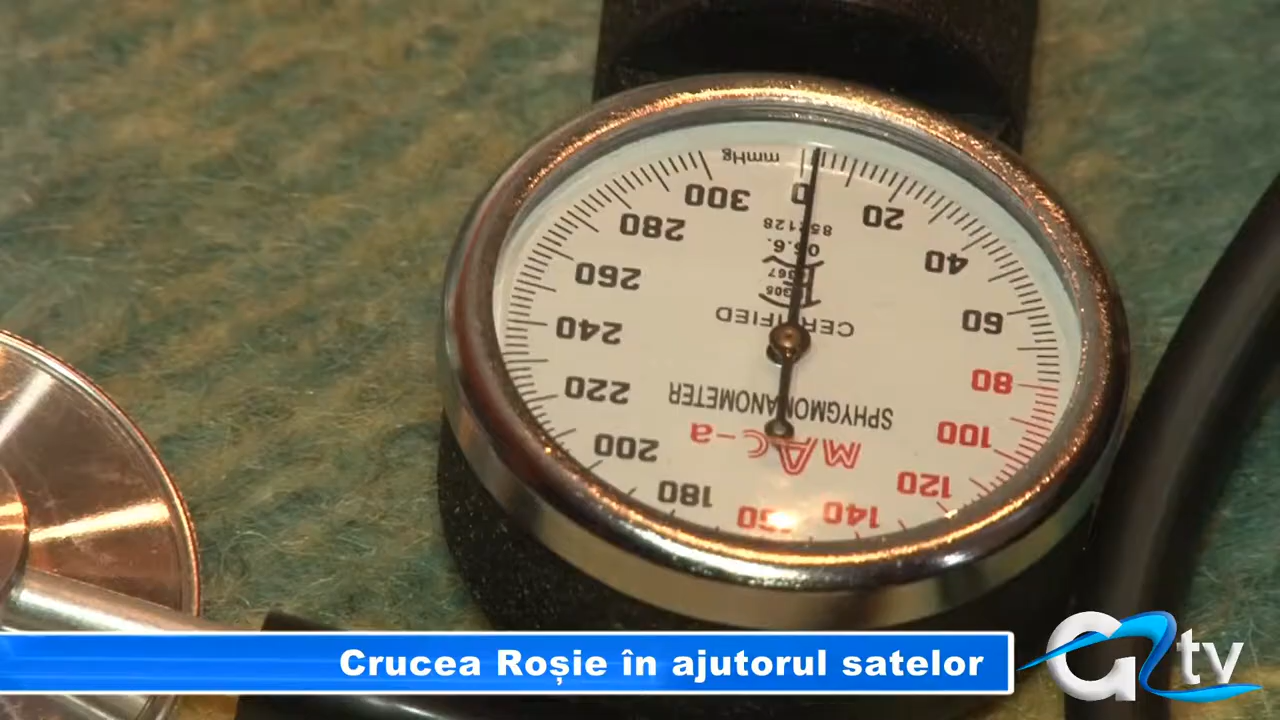 mmHg
0
20
40
60
80
100
120
140
180
200
220
240
260
280
300
CERTIFIED
SPHYGMOMANOMETER
MAC-a
Crucea Roșie în ajutorul satelor
tv